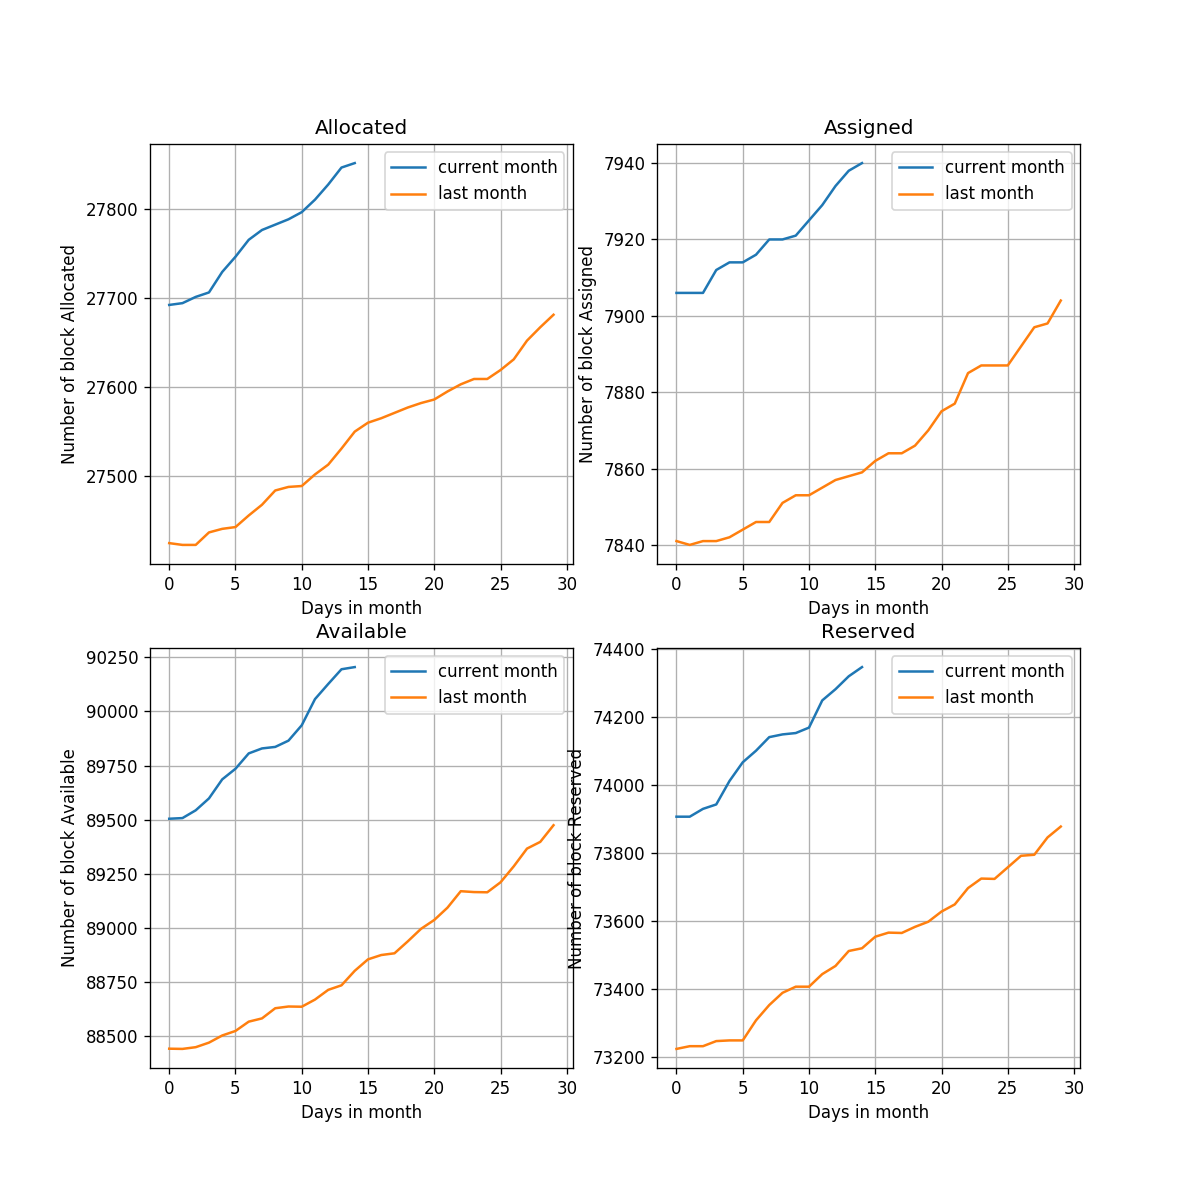 Allocated
current month
last month
Number of block Allocated
27800
27700
27600
27500
0 5 10 15 20 25 30
Days in month
Assigned
current month
last month
Number of block Assigned
7940
7920
7900
7880
7860
7840
0 5 10 15 20 25 30
Days in month
Available
current month
last month
Number of block Available
90250
90000
89750
89500
89250
89000
88750
88500
0 5 10 15 20 25 30
Days in month
Reserved
current month
last month
Number of block Reserved
74400
74200
74000
73800
73600
73400
73200
0 5 10 15 20 25 30
Days in month